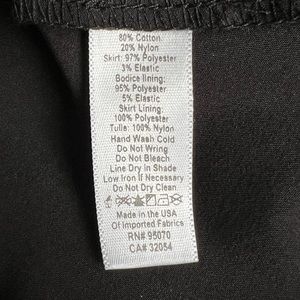 80% Cotton
20% Nylon
Skirt: 97% Polyester
3% Elastic
Bodice lining:
95% Polyester
5% Elastic
Skirt Lining:
100% Polyester
Tulle: 100% Nylon
Hand Wash Cold
Do Not Wring
Do Not Bleach
Line Dry in Shade
Low Iron if Necessary
Do Not Dry Clean
Made in the USA
Of Imported Fabrics
RN# 95070
CA# 32054